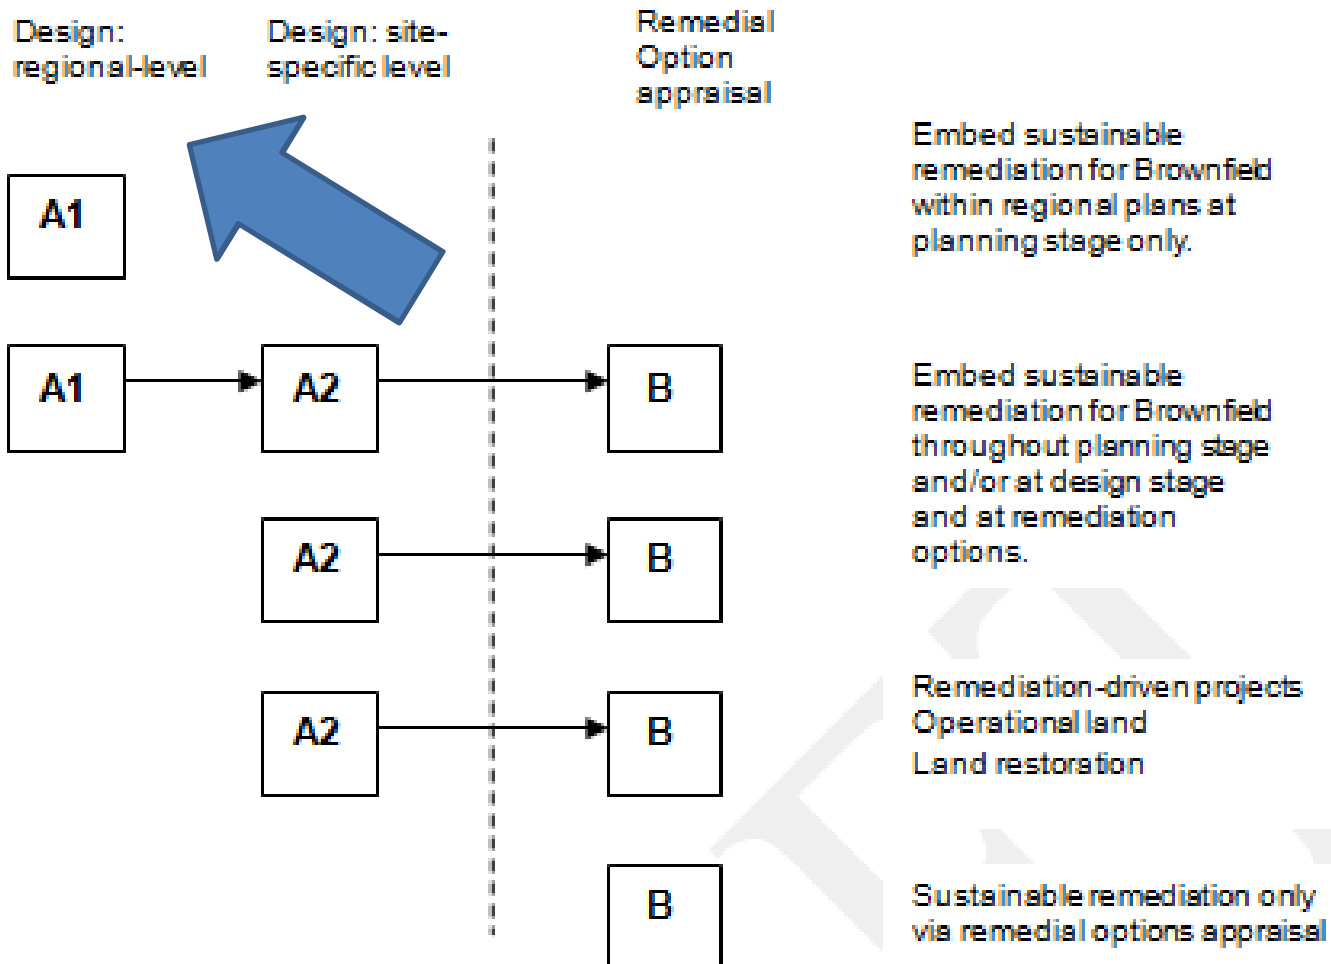 Design:
regional-level
Design: site-
specific level
Remedial
Option
appraisal
A1
Embed sustainable
remediation for Brownfield
within regional plans at
planning stage only.
A1
A2
B
Embed sustainable
remediation for Brownfield
throughout planning stage
and/or at design stage
and at remediation
options.
A2
B
A2
B
Remediation-driven projects
Operational land
Land restoration
B
Sustainable remediation only
via remedial options appraisal